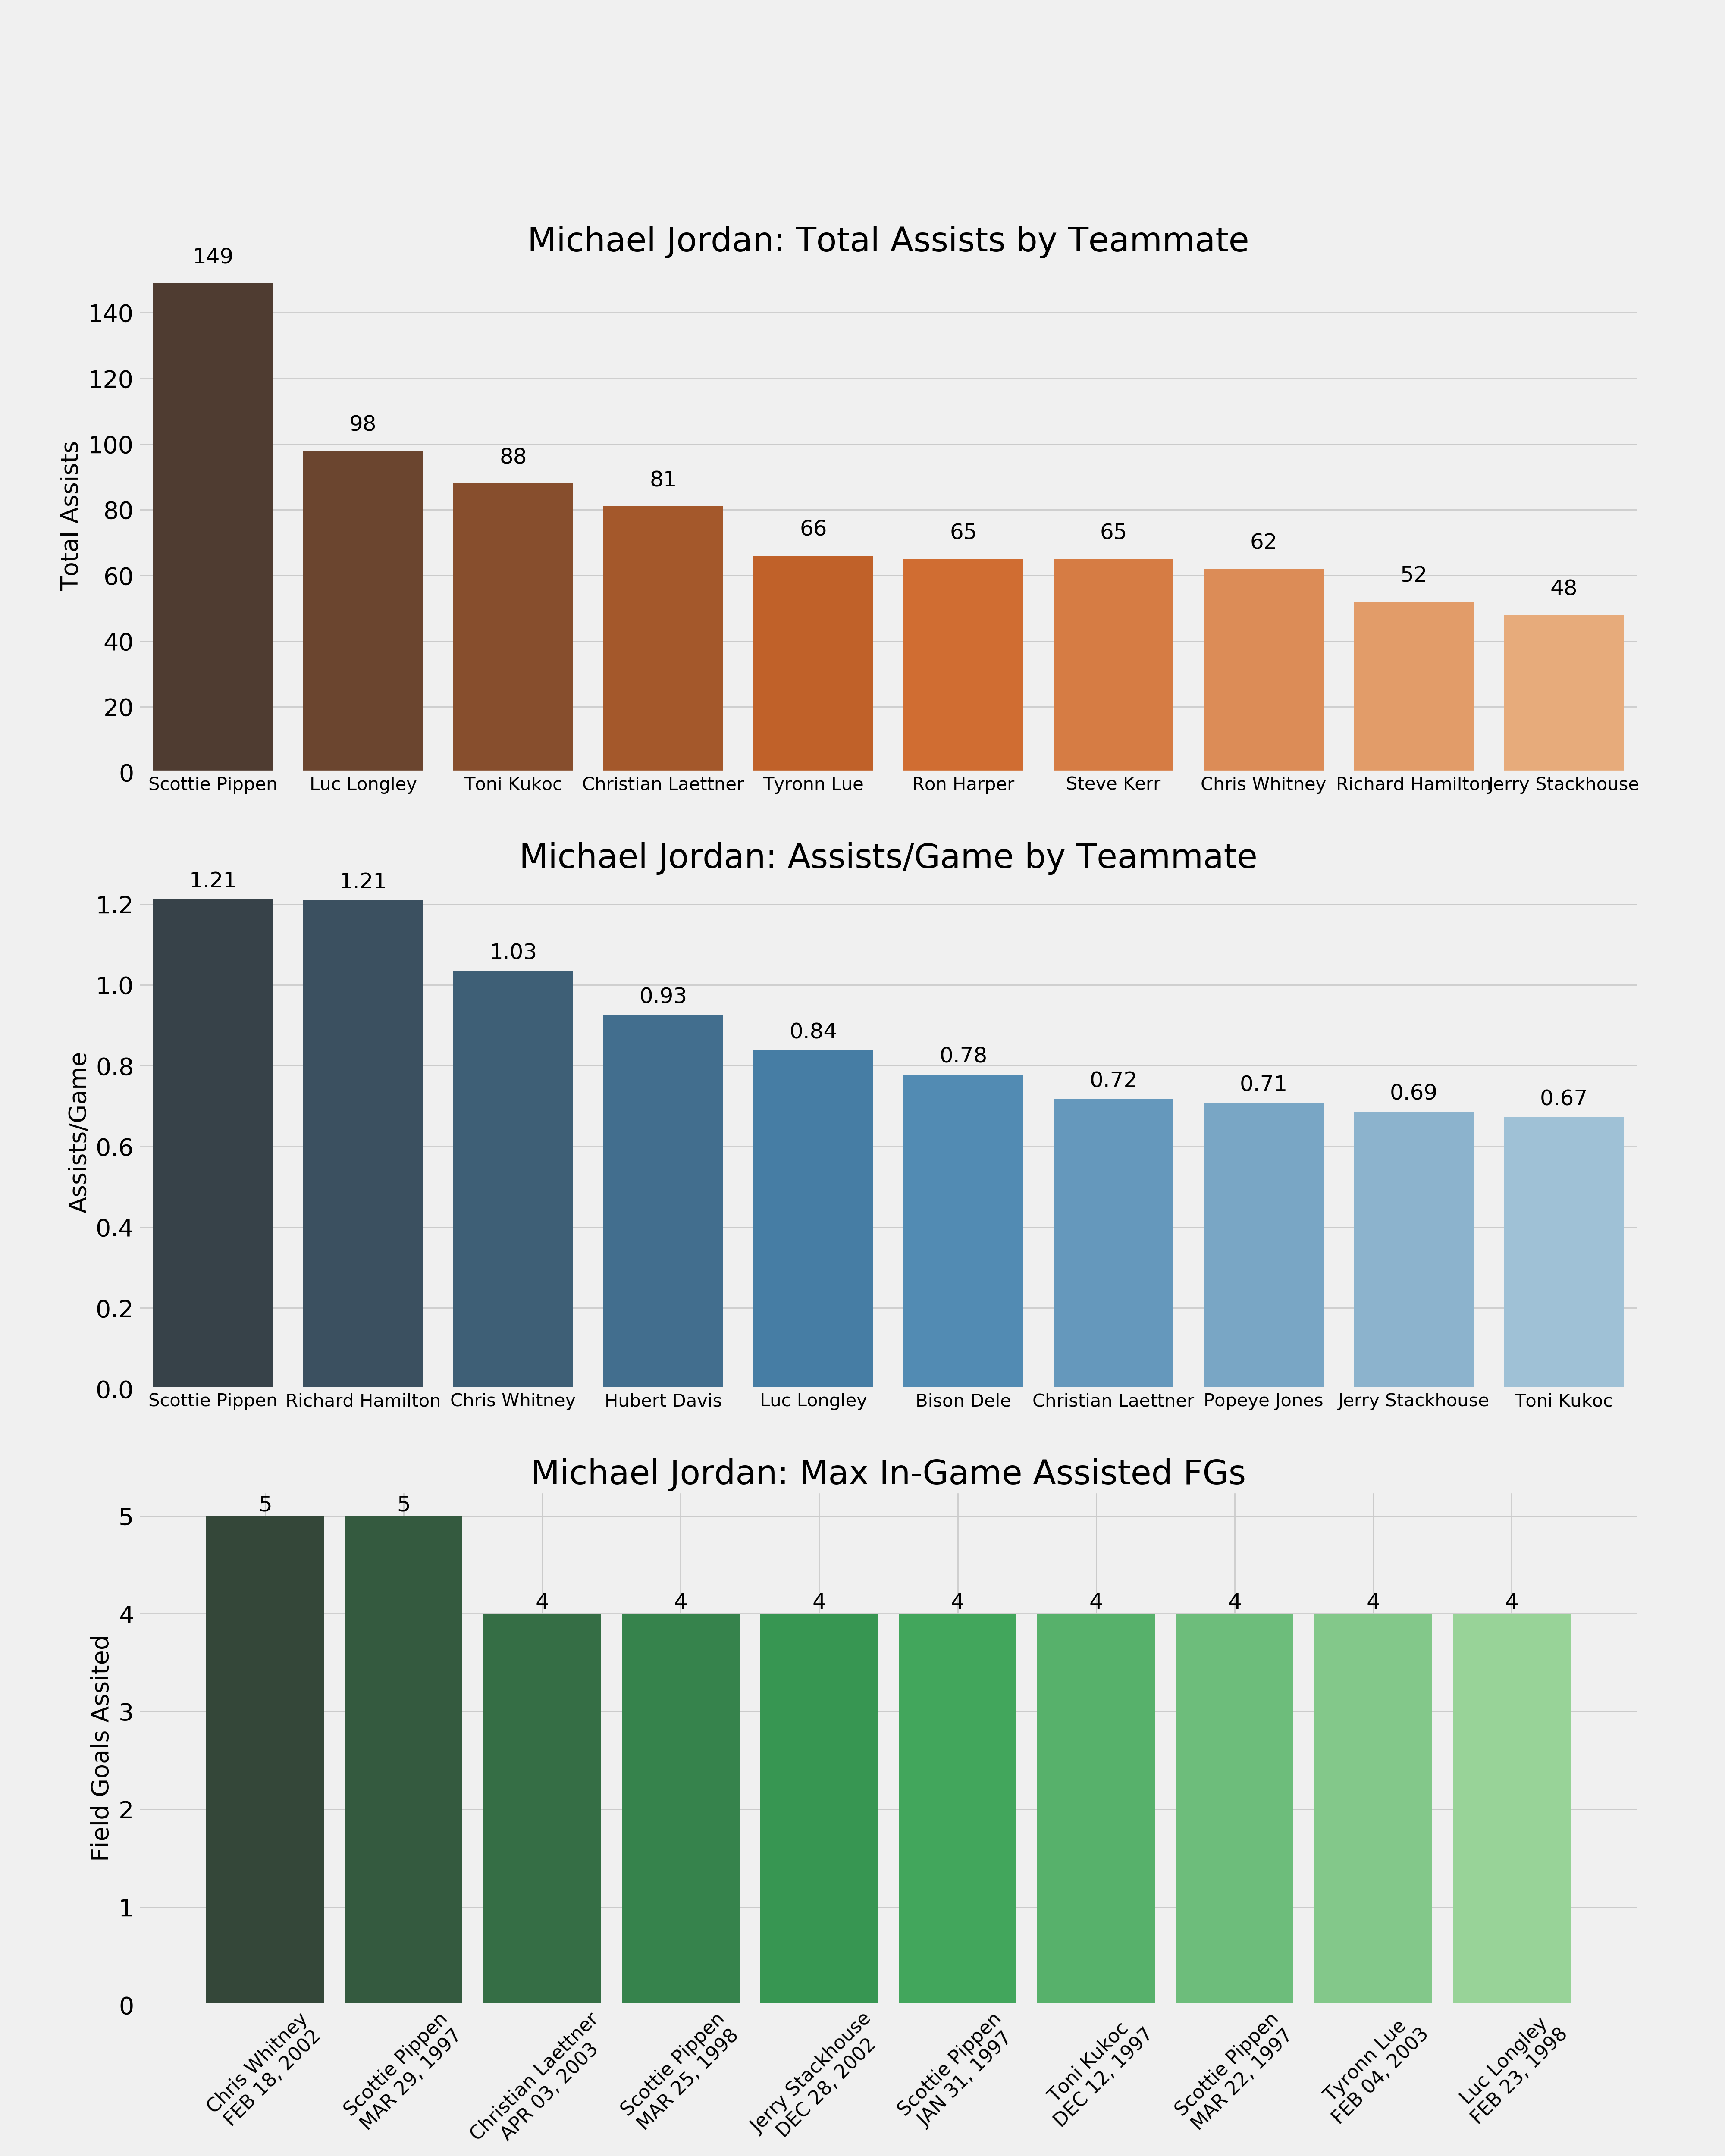 Michael Jordan: Total Assists by Teammate
149
98
88
81
66
65
65
62
52
48
Total Assists
140
120
100
80
60
40
20
0
Scottie Pippen
Luc Longley
Toni Kukoc
Christian Laettner
Tyronn Lue
Ron Harper
Steve Kerr
Chris Whitney
Richard Hamilton
Jerry Stackhouse
Michael Jordan: Assists/Game by Teammate
1.21
1.21
1.03
0.93
0.84
0.78
0.72
0.71
0.69
0.67
Assists/Game
1.2
1.0
0.8
0.6
0.4
0.2
0.0
Scottie Pippen
Richard Hamilton
Chris Whitney
Hubert Davis
Luc Longley
Bison Dele
Christian Laettner
Popeye Jones
Jerry Stackhouse
Toni Kukoc
Michael Jordan: Max In-Game Assisted FGs
5
5
4
4
4
4
4
4
4
4
Field Goals Assited
5
4
3
2
1
0
Chris Whitney
FEB 18, 2002
Scottie Pippen
MAR 29, 1997
Christian Laettner
APR 03, 2003
Scottie Pippen
MAR 25, 1998
Jerry Stackhouse
DEC 28, 2002
Scottie Pippen
JAN 31, 1997
Toni Kukoc
DEC 12, 1997
Scottie Pippen
MAR 22, 1997
Tyronn Lue
FEB 04, 2003
Luc Longley
FEB 23, 1998